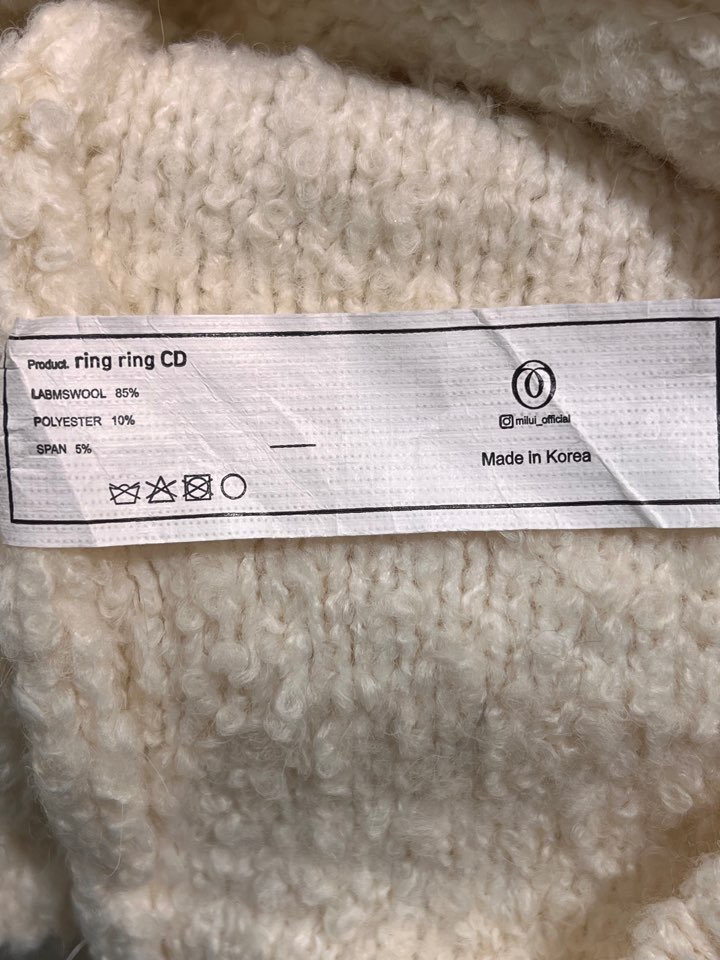 Product. ring ring CD
LABMSWOOL 85%
POLYESTER 10%
SPAN 5%
milui_official
Made in Korea